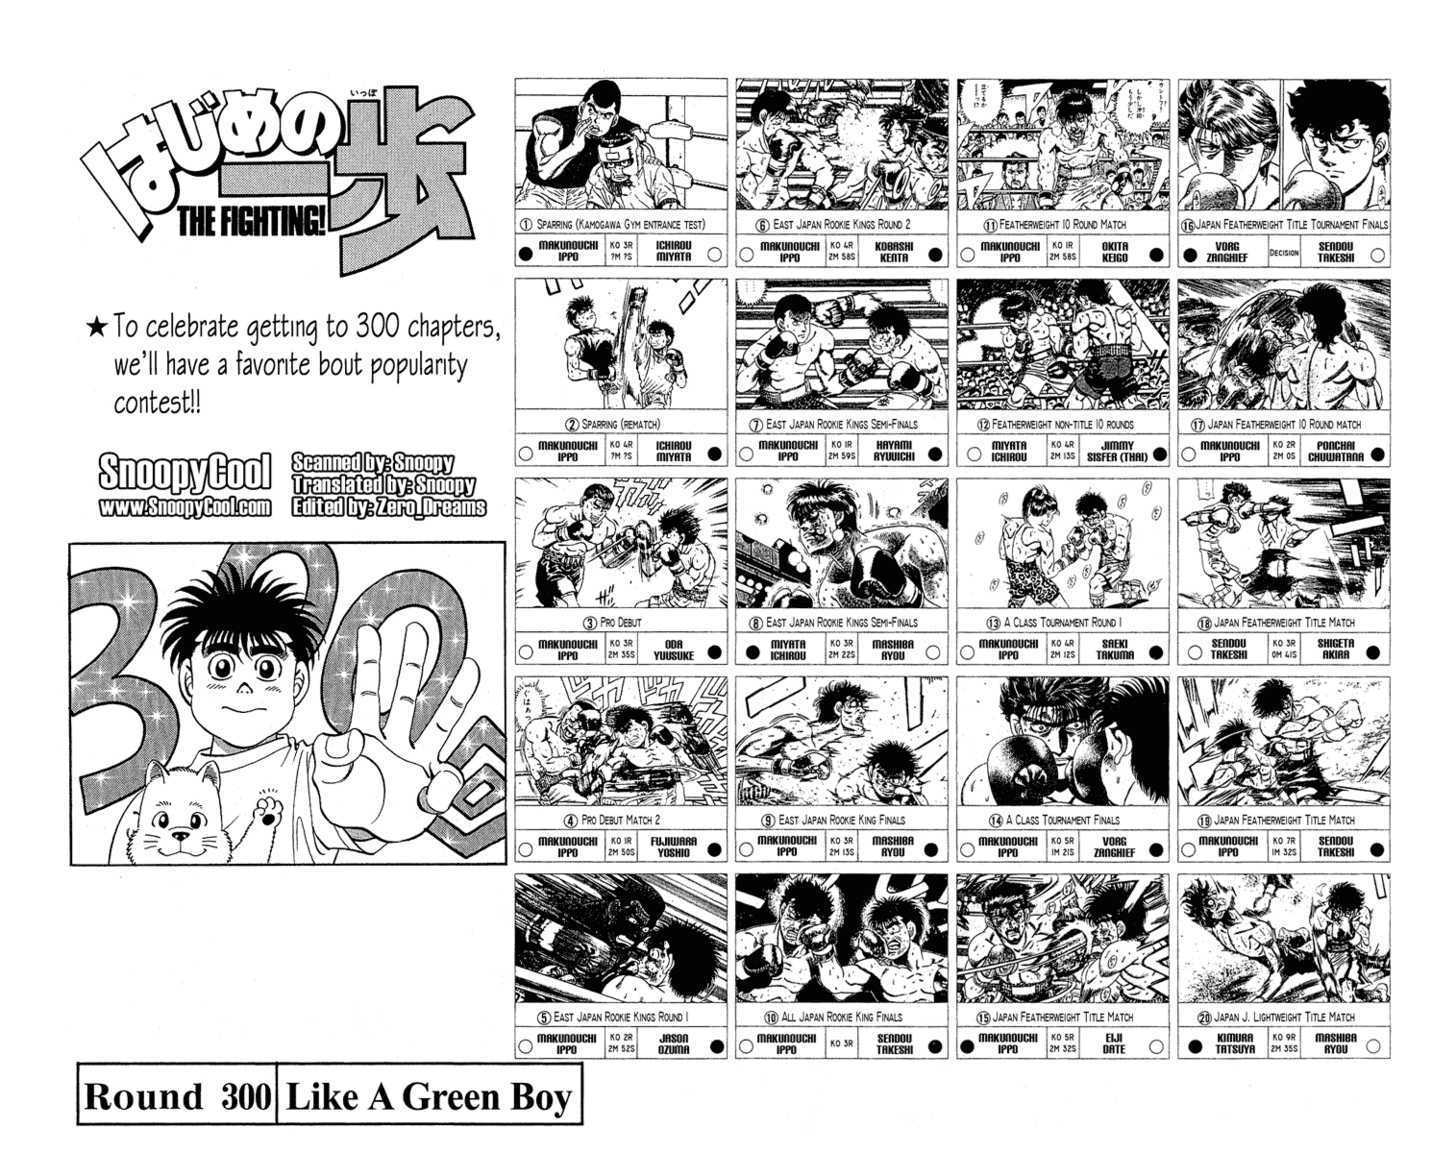 いっぽ
はじめの
一歩
THE FIGHTING!
★To celebrate getting to 300 chapters,
we'll have a favorite bout popularity
contest!!
SnoopyCool
www.SnoopyCool.com
Scanned by: Snoopy
Translated by: Snoopy
Edited by: Zero_Dreams
300
① Sparring (Kamogawa Gym entrance test)
● MAKUNOUCHI IPPO KO 3R ?M ?S ICHIROU MIYATA ○
② Sparring (rematch)
○ MAKUNOUCHI IPPO KO 4R ?M ?S ICHIROU MIYATA ●
③ Pro Debut
○ MAKUNOUCHI IPPO KO 3R 2M 35S ODA YUUSUKE ●
④ Pro Debut Match 2
○ MAKUNOUCHI IPPO KO 1R 2M 50S FUJIWARA YOSHIO ●
⑤ East Japan Rookie Kings Round 1
○ MAKUNOUCHI IPPO KO 2R 2M 52S JASON OZUMA ●
⑥ East Japan Rookie Kings Round 2
○ MAKUNOUCHI IPPO KO 4R 2M 58S KOBASHI KENTA ●
⑦ East Japan Rookie Kings Semi-Finals
○ MAKUNOUCHI IPPO KO 1R 2M 59S HAYAMI RYUUICHI ●
⑧ East Japan Rookie Kings Semi-Finals
● MIYATA ICHIROU KO 3R 2M 22S MASHIBA RYOU ○
⑨ East Japan Rookie King Finals
○ MAKUNOUCHI IPPO KO 3R 2M 13S MASHIBA RYOU ●
⑩ All Japan Rookie King Finals
○ MAKUNOUCHI IPPO KO 3R SENDOU TAKESHI ●
⑪ Featherweight 10 Round Match
○ MAKUNOUCHI IPPO KO 1R 2M 58S OKITA KEIGO ●
⑫ Featherweight non-title 10 rounds
○ MIYATA ICHIROU KO 4R 2M 13S JIMMY SISFER (THAI) ●
⑬ A Class Tournament Round 1
○ MAKUNOUCHI IPPO KO 4R 2M 12S SAEKI TAKUMA ●
⑭ A Class Tournament Finals
○ MAKUNOUCHI IPPO KO 5R 1M 21S VORG ZANGHIEF ●
⑮ Japan Featherweight Title Match
● MAKUNOUCHI IPPO KO 5R 2M 32S EIJI DATE ○
⑯ Japan Featherweight Title Tournament Finals
● VORG ZANGHIEF Decision SENDOU TAKESHI ○
⑰ Japan Featherweight 10 Round match
○ MAKUNOUCHI IPPO KO 2R 2M 0S PONCHAI CHUWATANA ●
⑱ Japan Featherweight Title Match
○ SENDOU TAKESHI KO 3R 0M 41S SHIGETA AKIRA ●
⑲ Japan Featherweight Title Match
○ MAKUNOUCHI IPPO KO 7R 1M 32S SENDOU TAKESHI ●
⑳ Japan J. Lightweight Title Match
● KIMURA TATSUYA KO 9R 2M 35S MASHIBA RYOU ○
Round 300 Like A Green Boy